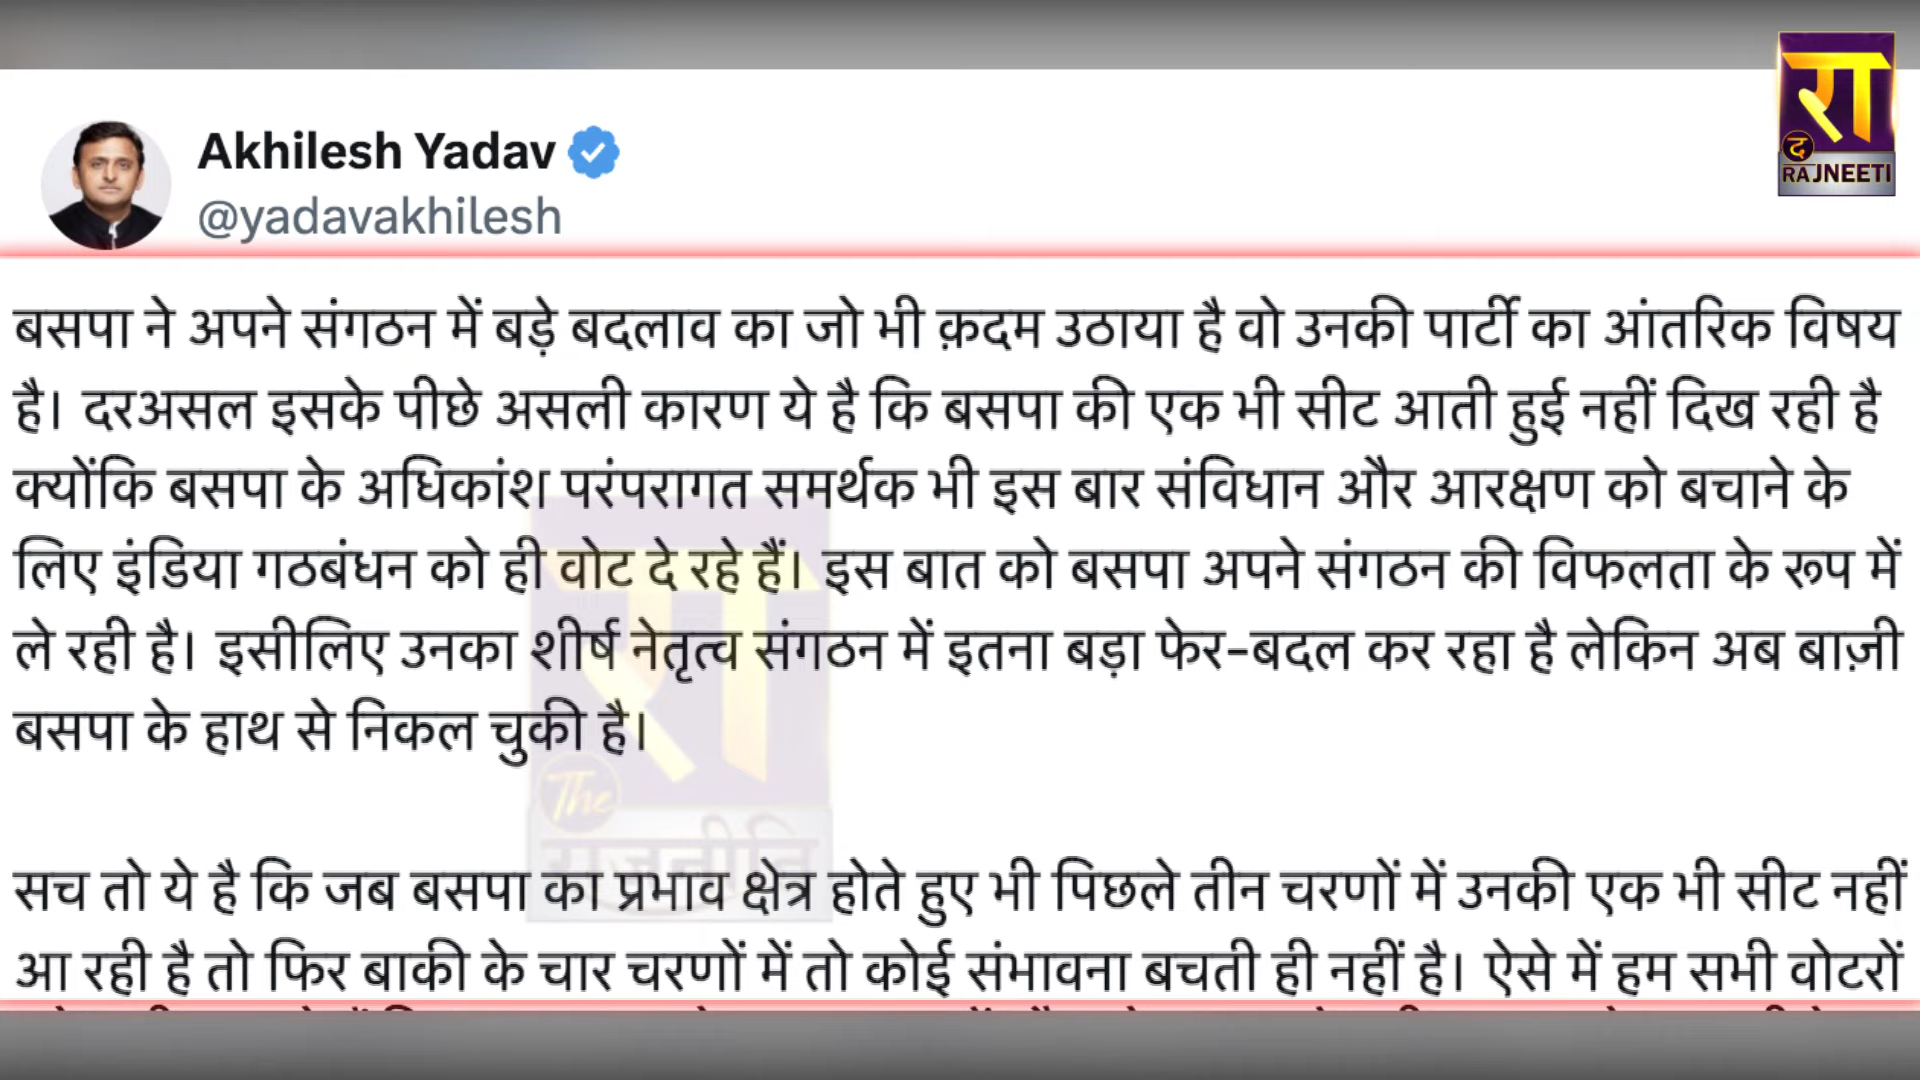 Akhilesh Yadav
@yadavakhilesh
रा
द
RAJNEETI
बसपा ने अपने संगठन में बड़े बदलाव का जो भी क़दम उठाया है वो उनकी पार्टी का आंतरिक विषय
है। दरअसल इसके पीछे असली कारण ये है कि बसपा की एक भी सीट आती हुई नहीं दिख रही है
क्योंकि बसपा के अधिकांश परंपरागत समर्थक भी इस बार संविधान और आरक्षण को बचाने के
लिए इंडिया गठबंधन को ही वोट दे रहे हैं। इस बात को बसपा अपने संगठन की विफलता के रूप में
ले रही है। इसीलिए उनका शीर्ष नेतृत्व संगठन में इतना बड़ा फेर-बदल कर रहा है लेकिन अब बाज़ी
बसपा के हाथ से निकल चुकी है।
रा
The
राजनीति
सच तो ये है कि जब बसपा का प्रभाव क्षेत्र होते हुए भी पिछले तीन चरणों में उनकी एक भी सीट नहीं
आ रही है तो फिर बाकी के चार चरणों में तो कोई संभावना बचती ही नहीं है। ऐसे में हम सभी वोटरों